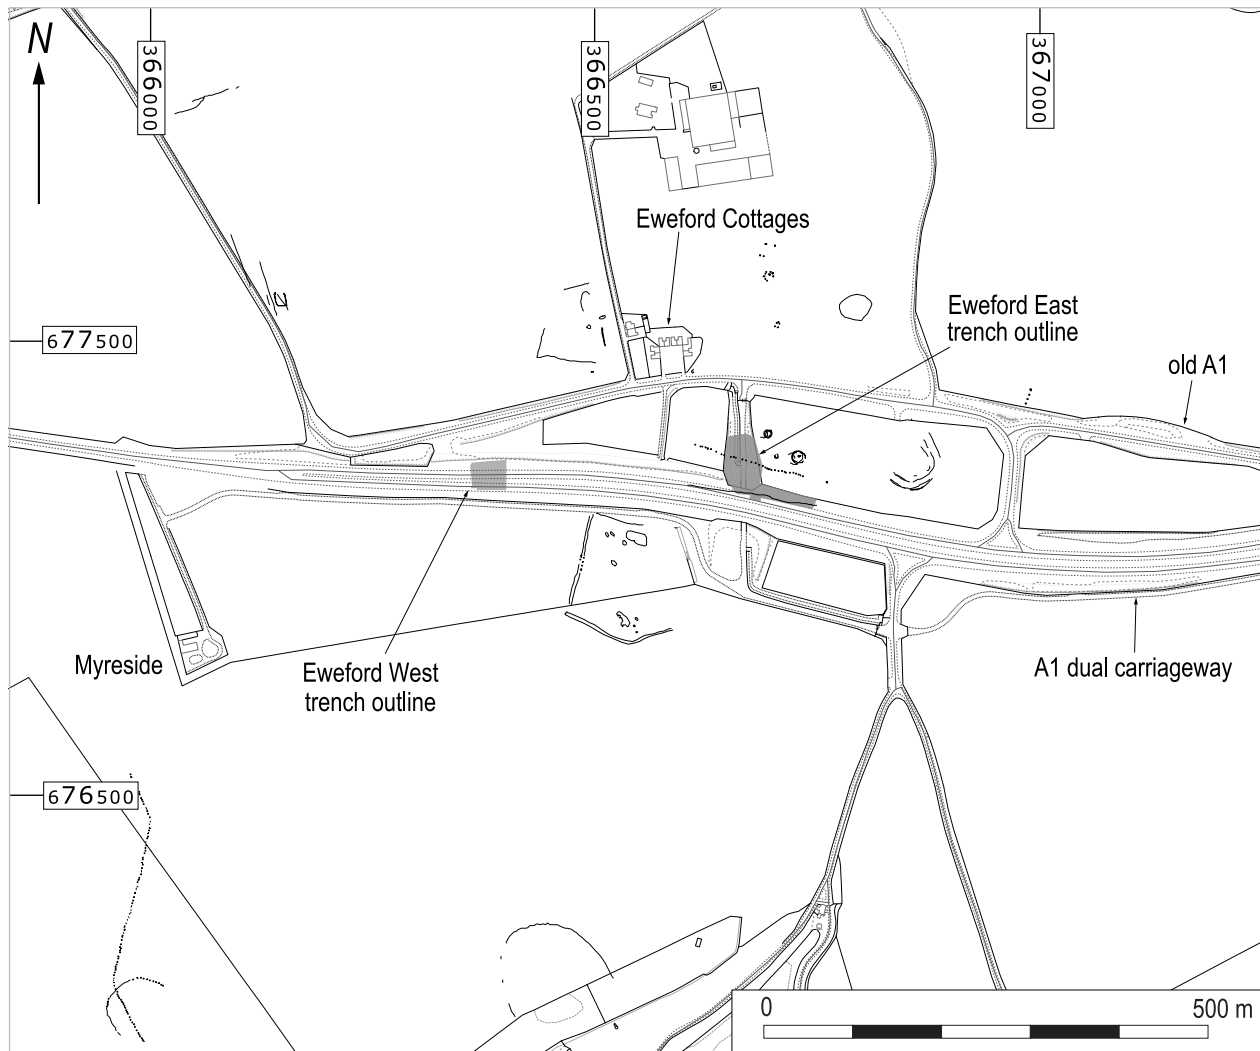 N
366000
366500
367000
Eweford Cottages
Eweford East
trench outline
677500
old A1
Myreside
Eweford West
trench outline
A1 dual carriageway
676500
0
500 m